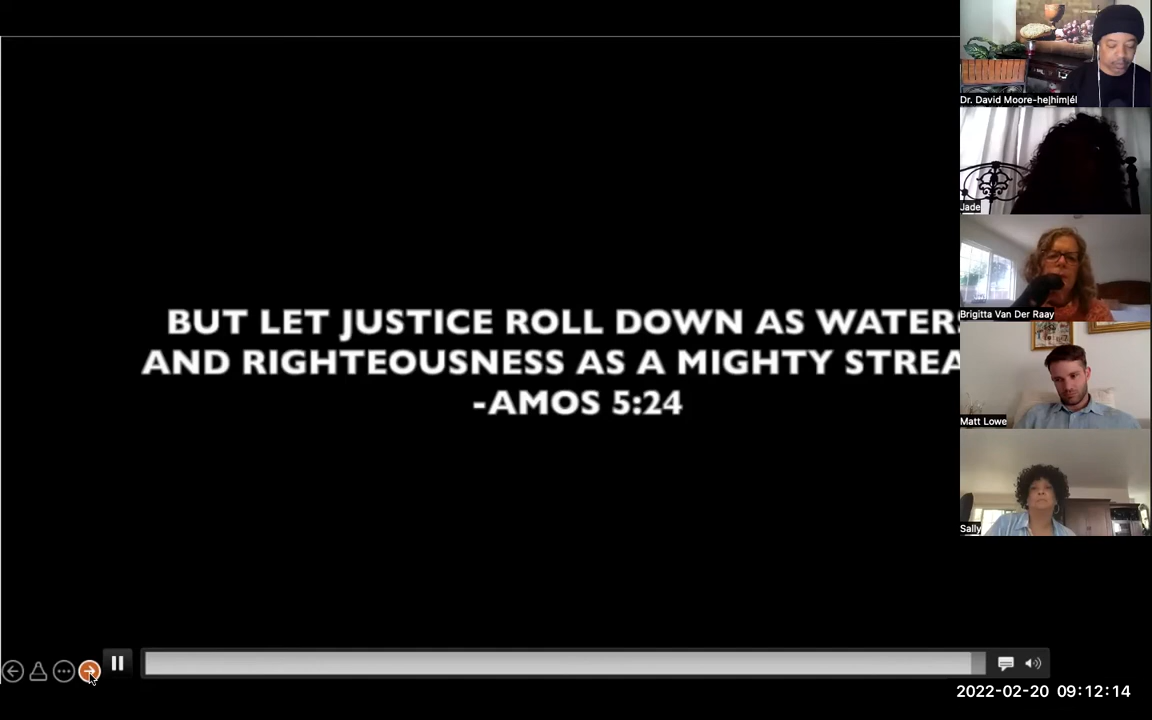 BUT LET JUSTICE ROLL DOWN AS WATERS
AND RIGHTEOUSNESS AS A MIGHTY STREA
-AMOS 5:24
Dr. David Moore-he|him|él
Jade
Brigitta Van Der Raay
Matt Lowe
Sally
2022-02-20 09:12:14